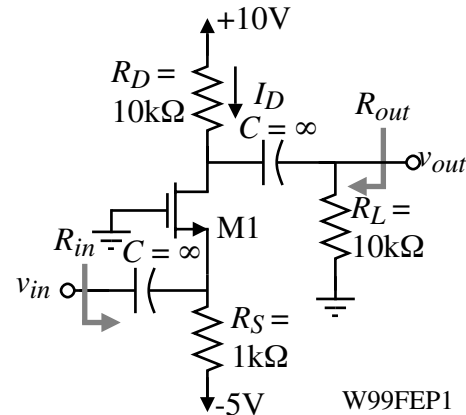 +10V
R_D =
10kΩ
I_D
C = ∞
R_out
v_out
M1
R_L =
10kΩ
R_in
C = ∞
v_in
R_S =
1kΩ
-5V
W99FEP1